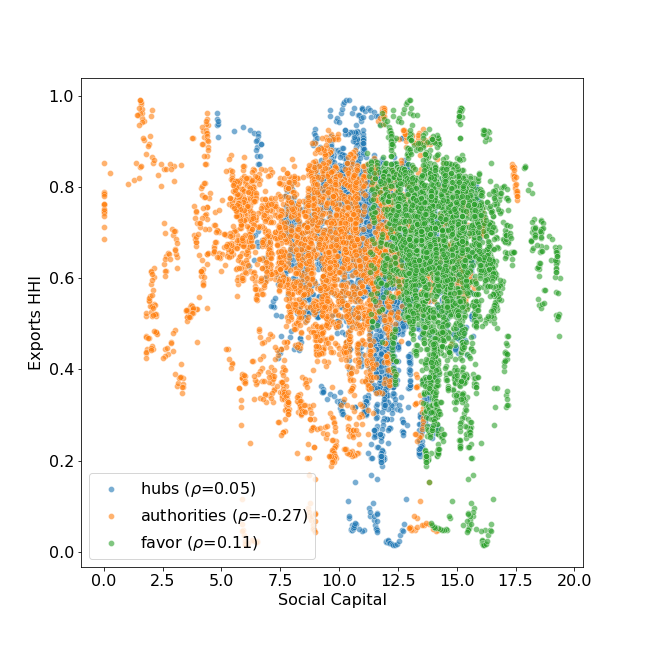 1.0
0.8
0.6
0.4
0.2
0.0
Exports HHI
hubs (ρ=0.05)
authorities (ρ=-0.27)
favor (ρ=0.11)
0.0 2.5 5.0 7.5 10.0 12.5 15.0 17.5 20.0
Social Capital